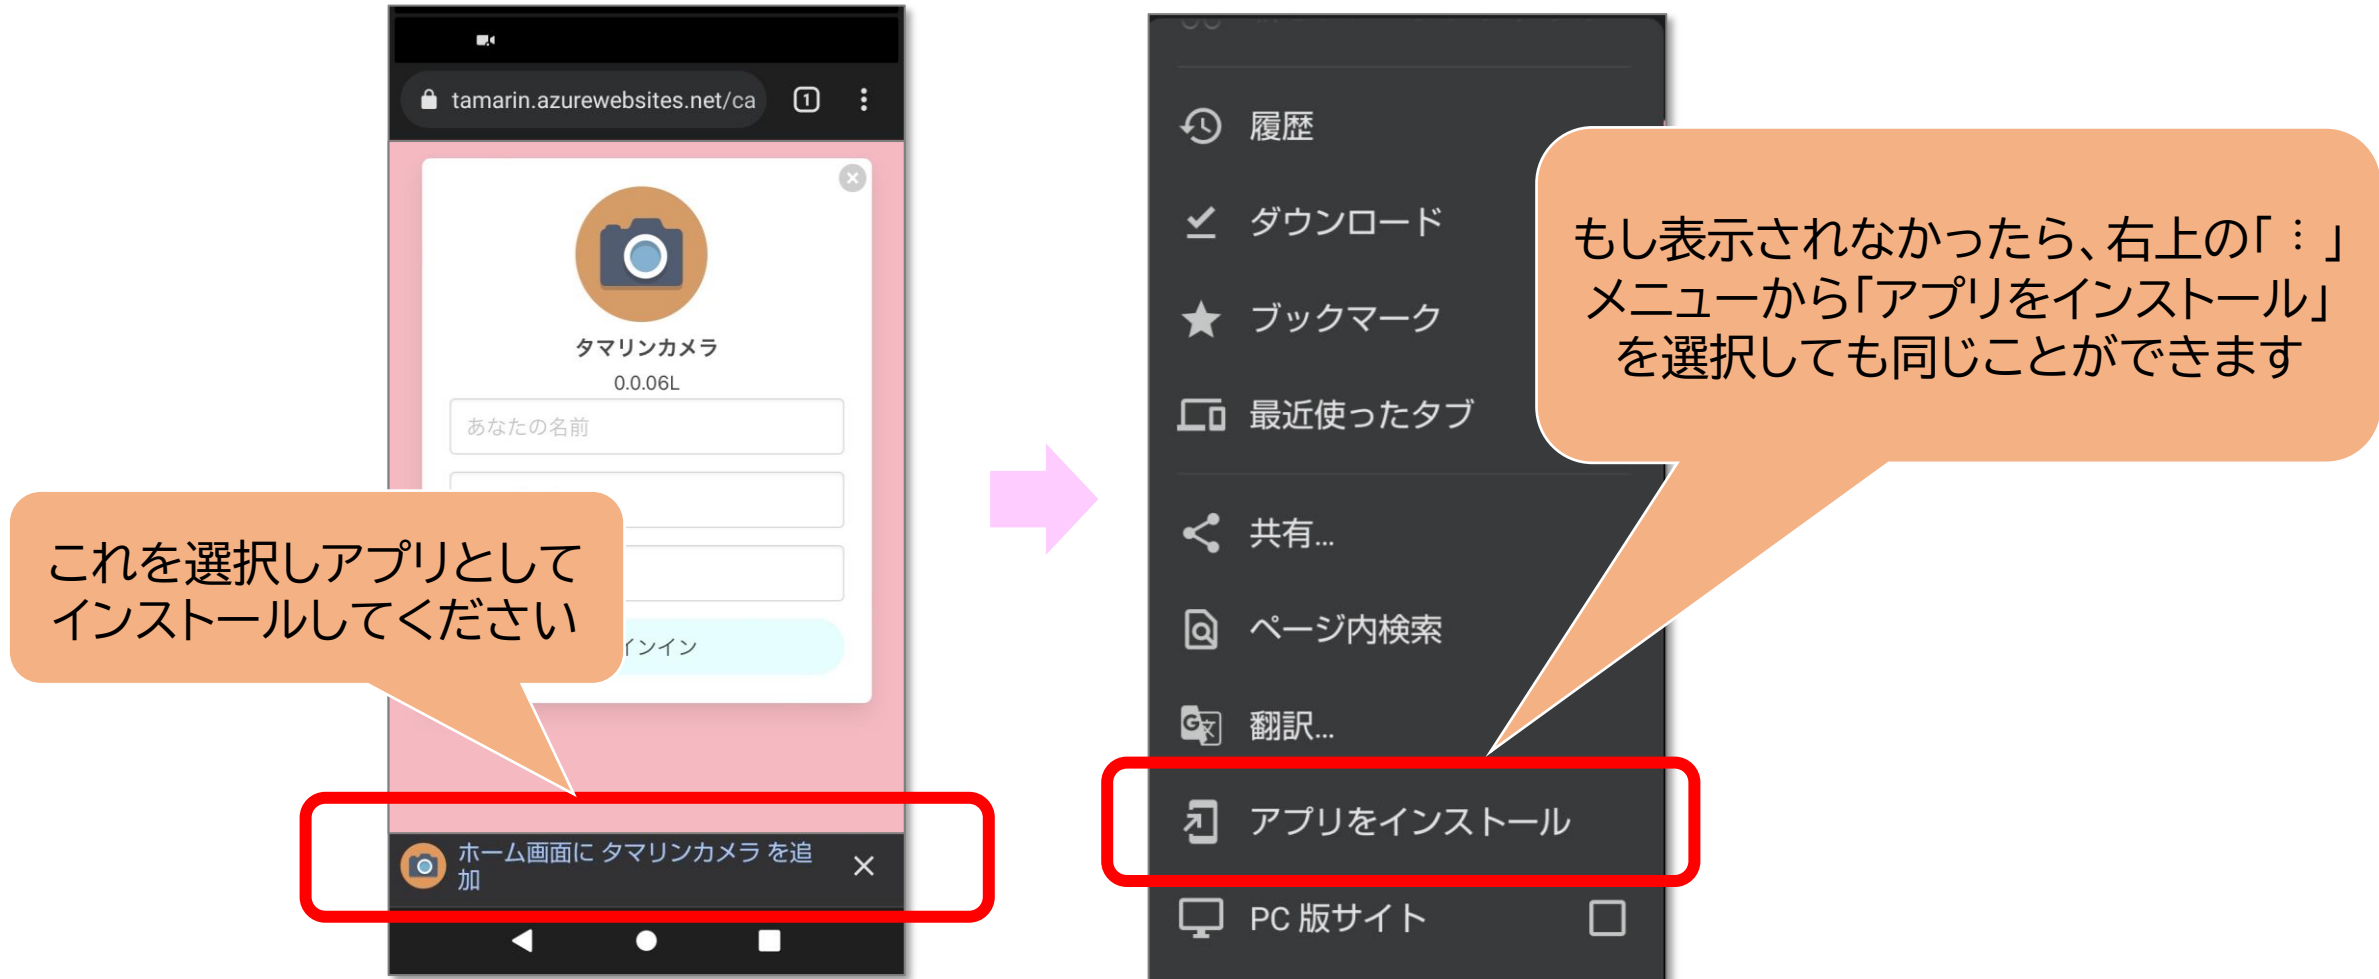 tamarin.azurewebsites.net/ca
1
タマリンカメラ
0.0.06L
あなたの名前
インイン
これを選択しアプリとして
インストールしてください
ホーム画面に タマリンカメラ を追
加
履歴
ダウンロード
ブックマーク
最近使ったタブ
共有...
ページ内検索
翻訳...
アプリをインストール
PC 版サイト
もし表示されなかったら、右上の「⋮」
メニューから「アプリをインストール」
を選択しても同じことができます